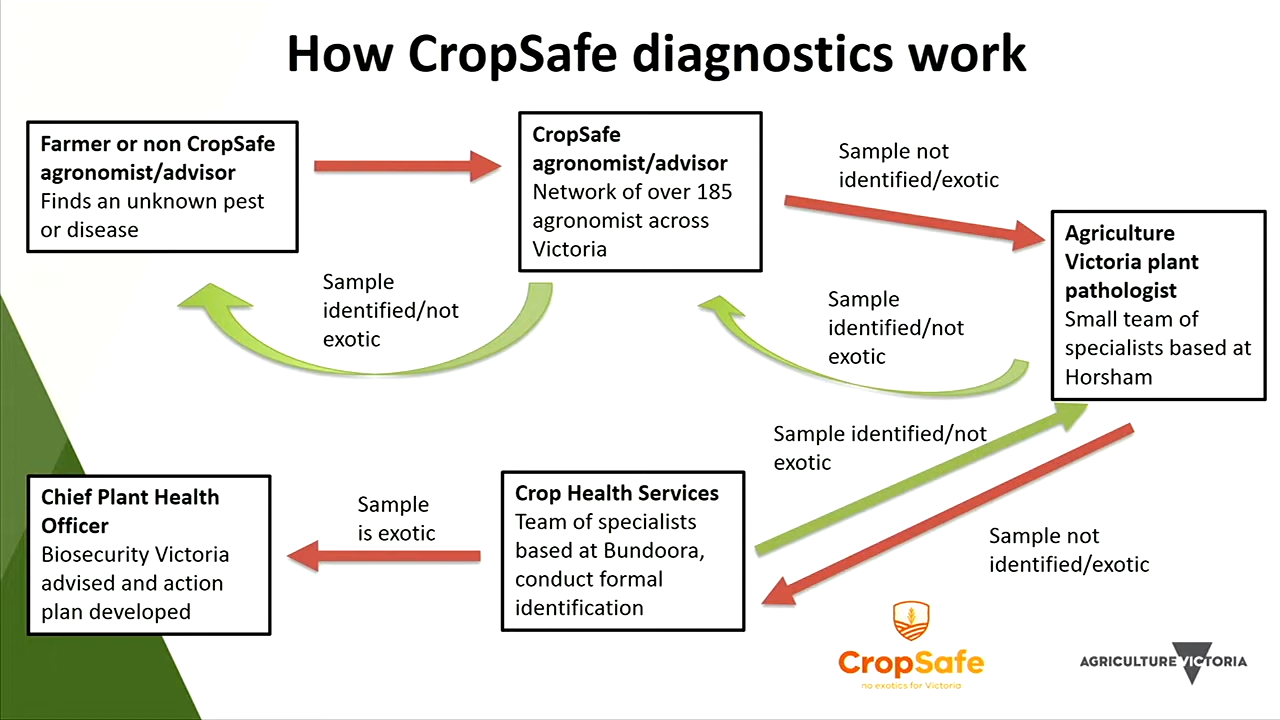 How CropSafe diagnostics work
Farmer or non CropSafe
agronomist/advisor
Finds an unknown pest
or disease
CropSafe
agronomist/advisor
Network of over 185
agronomist across
Victoria
Sample not
identified/exotic
Agriculture
Victoria plant
pathologist
Small team of
specialists based at
Horsham
Sample
identified/not
exotic
Sample
identified/not
exotic
Sample identified/not
exotic
Sample not
identified/exotic
Crop Health Services
Team of specialists
based at Bundoora,
conduct formal
identification
Sample
is exotic
Chief Plant Health
Officer
Biosecurity Victoria
advised and action
plan developed
CropSafe
no exotics for Victoria
AGRICULTURE VICTORIA